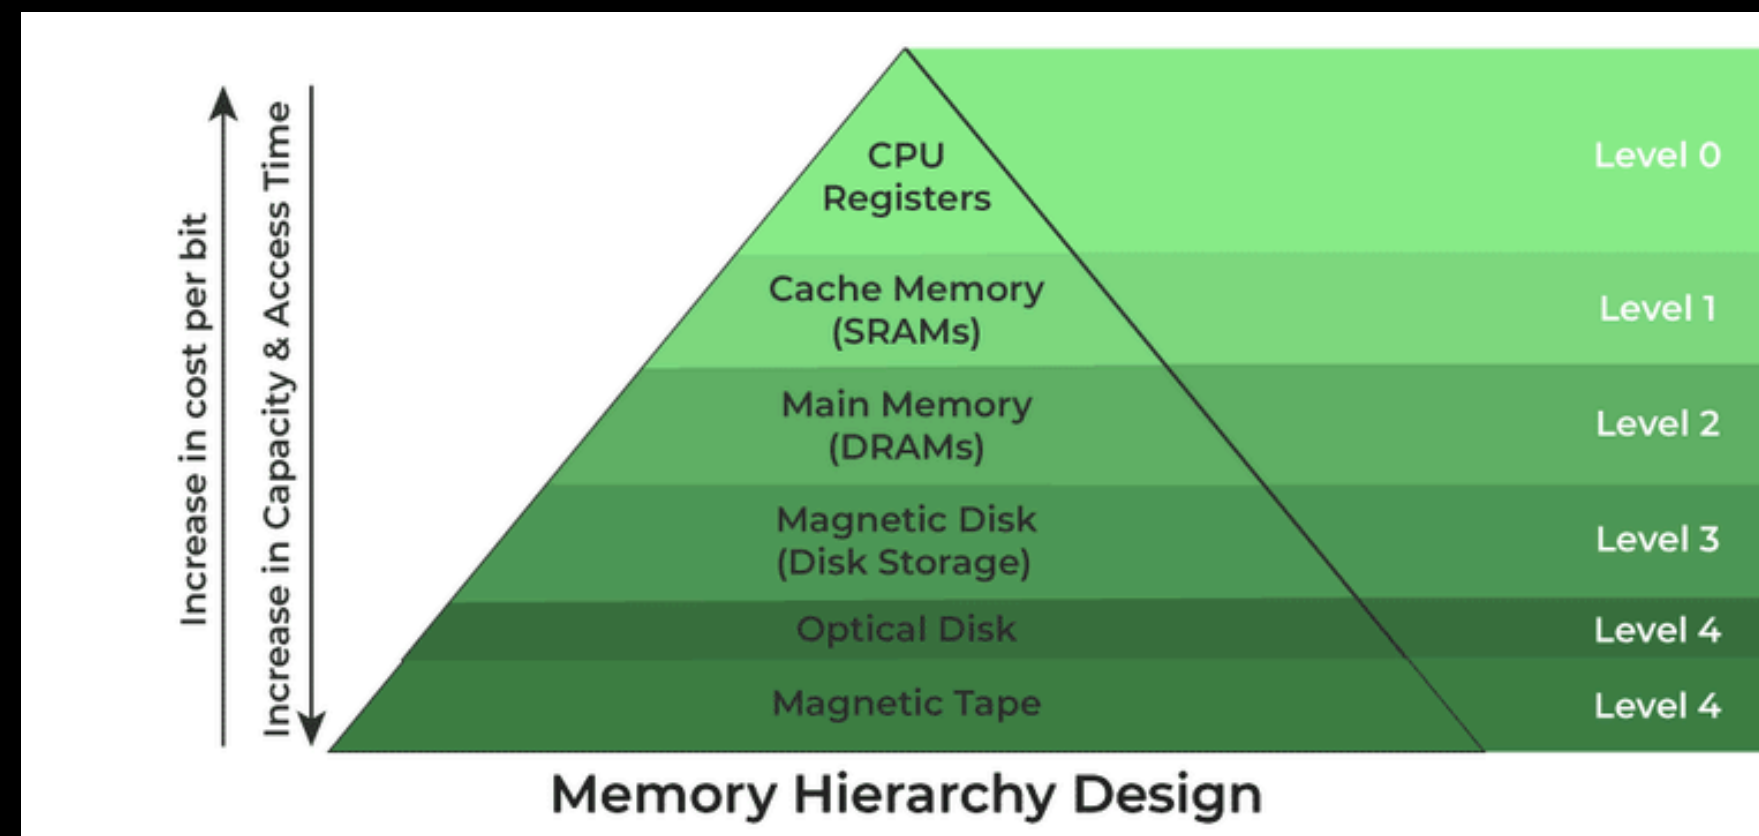 Increase in cost per bit
Increase in Capacity & Access Time
CPU
Registers
Level 0
Cache Memory
(SRAMs)
Level 1
Main Memory
(DRAMs)
Level 2
Magnetic Disk
(Disk Storage)
Level 3
Optical Disk
Level 4
Magnetic Tape
Level 4
Memory Hierarchy Design